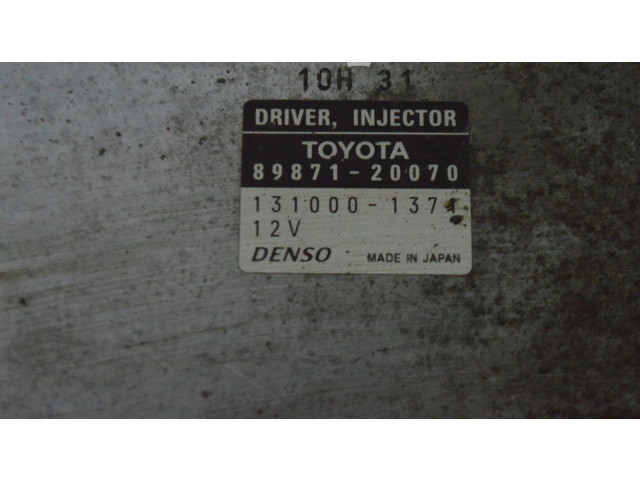 10H 31
DRIVER, INJECTOR
TOYOTA
89871-20070
131000-1371
12V
DENSO MADE IN JAPAN